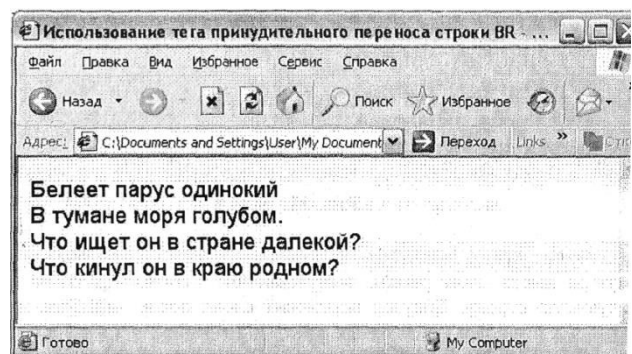 Использование тега принудительного переноса строки BR - ...
Файл Правка Вид Избранное Сервис Справка
Назад Поиск Избранное
Адрес: C:\Documents and Settings\User\My Document Переход Links »
Белеет парус одинокий
В тумане моря голубом.
Что ищет он в стране далекой?
Что кинул он в краю родном?
Готово My Computer